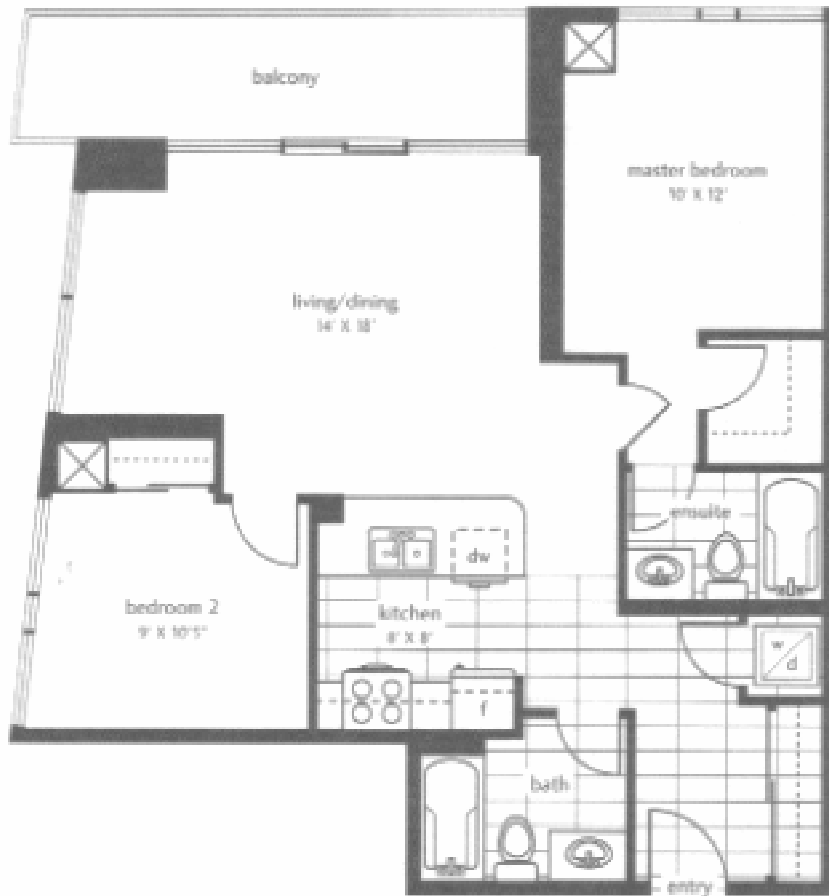 balcony
master bedroom
10' X 12'
living/dining
14' X 18'
ensuite
dw
bedroom 2
9' X 10'5"
kitchen
8' X 8'
w
d
f
bath
entry